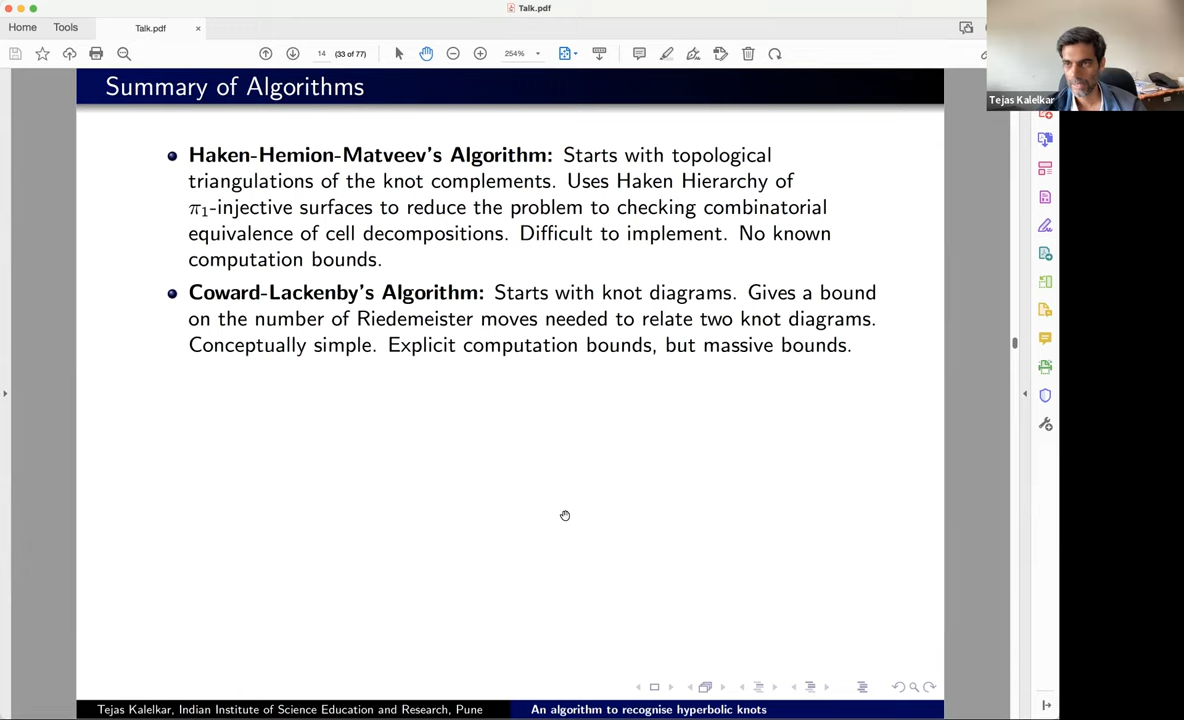 Talk.pdf
Home Tools Talk.pdf ×
14 (33 of 77) 254%
Tejas Kalelkar
Summary of Algorithms
Haken-Hemion-Matveev's Algorithm: Starts with topological
triangulations of the knot complements. Uses Haken Hierarchy of
π₁-injective surfaces to reduce the problem to checking combinatorial
equivalence of cell decompositions. Difficult to implement. No known
computation bounds.
Coward-Lackenby's Algorithm: Starts with knot diagrams. Gives a bound
on the number of Riedemeister moves needed to relate two knot diagrams.
Conceptually simple. Explicit computation bounds, but massive bounds.
Tejas Kalelkar, Indian Institute of Science Education and Research, Pune An algorithm to recognise hyperbolic knots